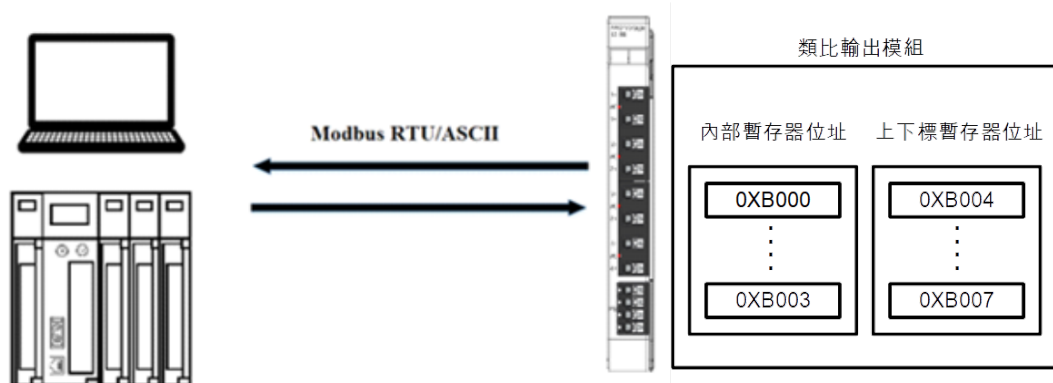 類比輸出模組
Modbus RTU/ASCII
內部暫存器位址
上下標暫存器位址
0XB000
0XB004
0XB003
0XB007